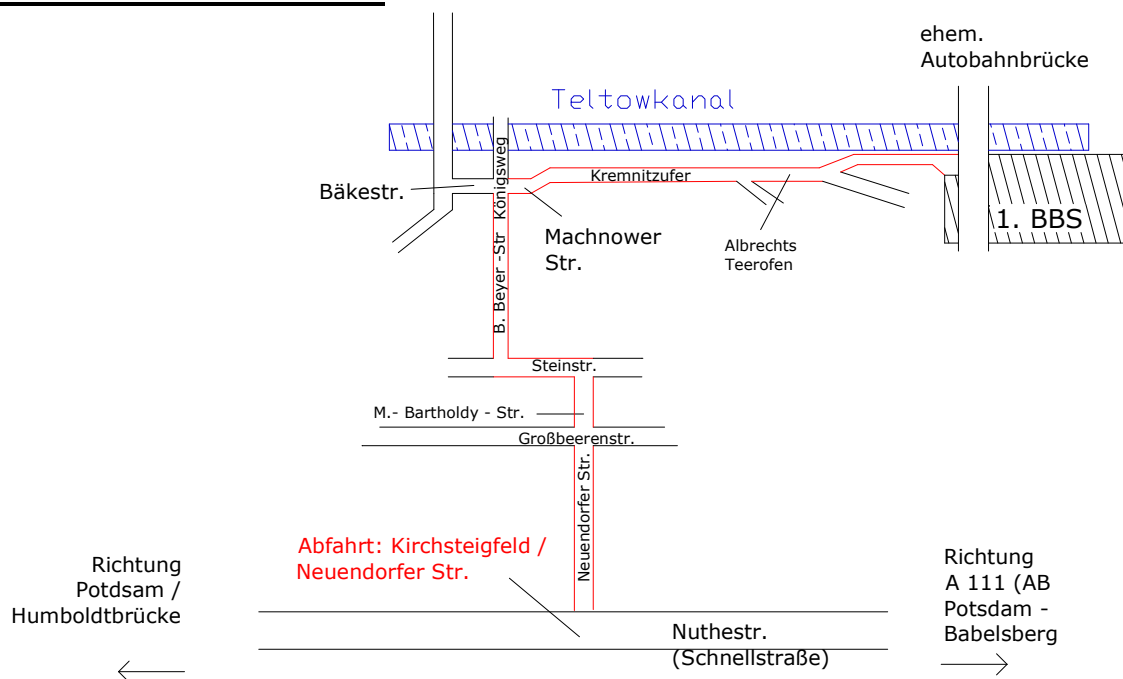 ehem.
Autobahnbrücke
Teltowkanal
Königsweg
Kremnitzufer
Bäkestr.
1. BBS
Machnower
Str.
Albrechts
Teerofen
B. Beyer -Str
Steinstr.
M.- Bartholdy - Str.
Großbeerenstr.
Neuendorfer Str.
Abfahrt: Kirchsteigfeld /
Neuendorfer Str.
Richtung
Potdsam /
Humboldtbrücke
Richtung
A 111 (AB
Potsdam -
Babelsberg
Nuthestr.
(Schnellstraße)